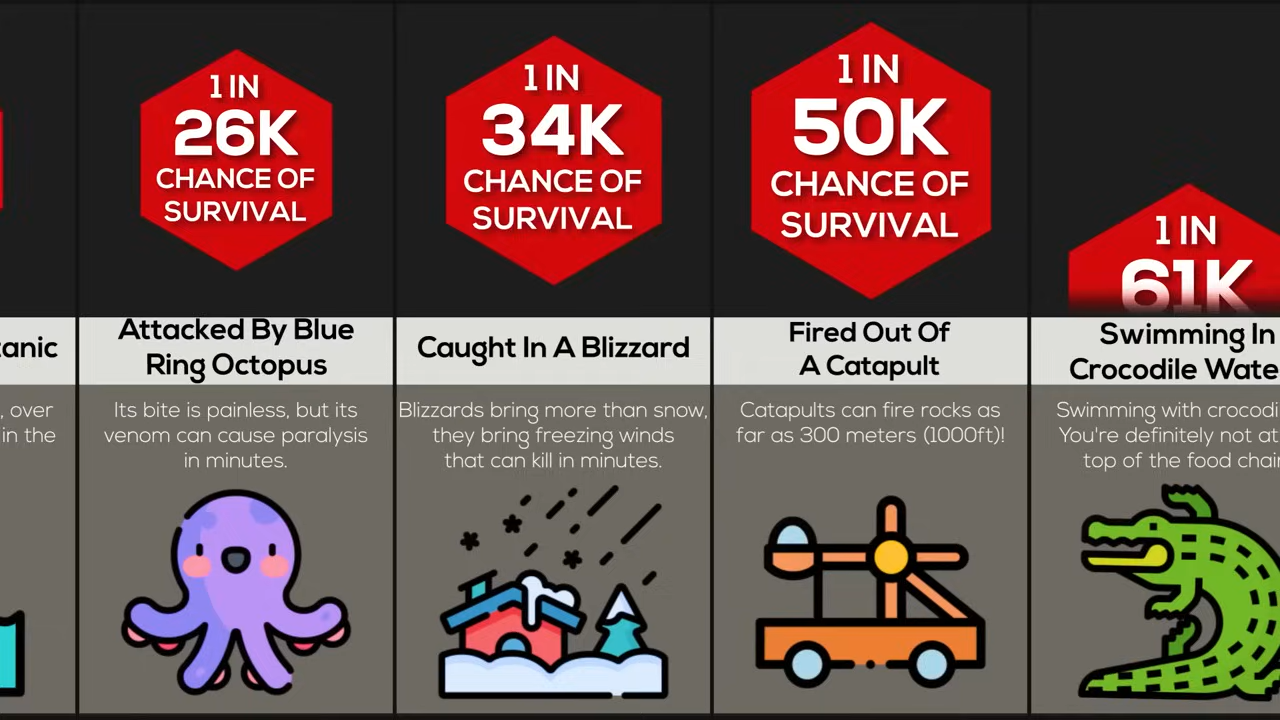 1 IN
26K
CHANCE OF
SURVIVAL
1 IN
34K
CHANCE OF
SURVIVAL
1 IN
50K
CHANCE OF
SURVIVAL
1 IN
61K
Attacked By Blue
Ring Octopus
Caught In A Blizzard
Fired Out Of
A Catapult
Swimming In
Crocodile
, over
in the
Its bite is painless, but its
venom can cause paralysis
in minutes.
Blizzards bring more than snow,
they bring freezing winds
that can kill in minutes.
Catapults can fire rocks as
far as 300 meters (1000ft)!
Swimming with
You're definitely not at
top of the food